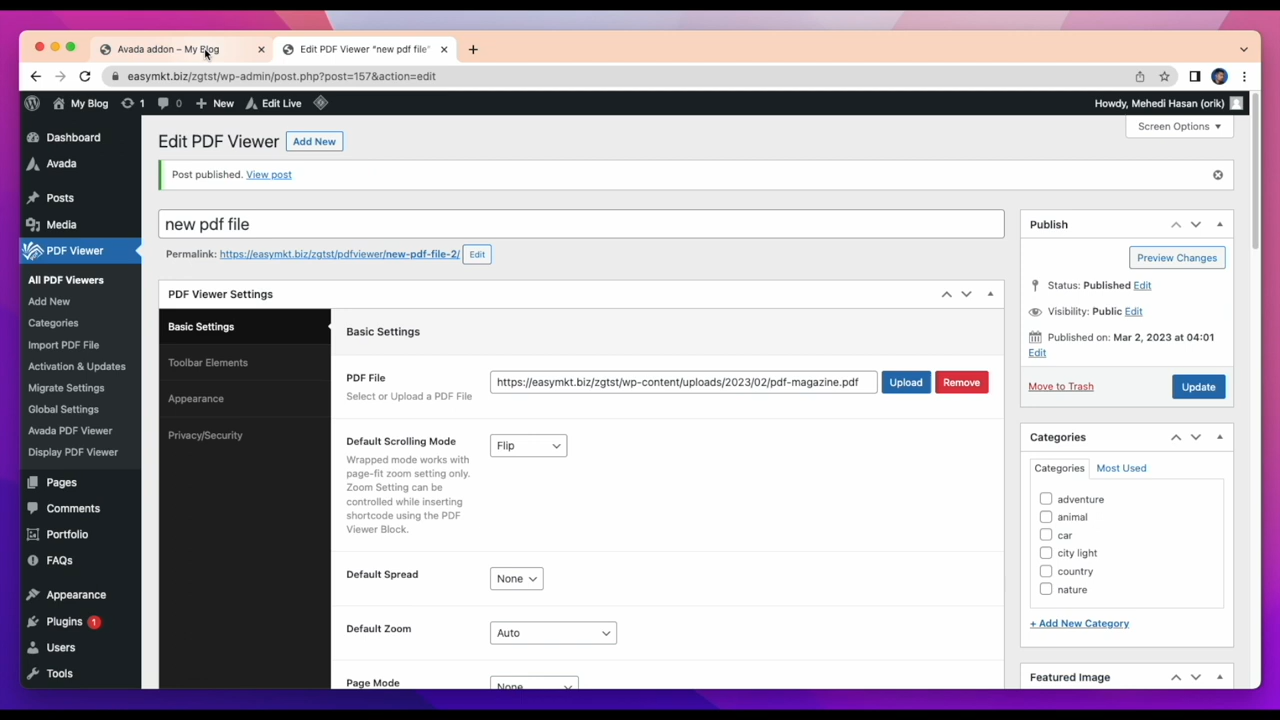 Avada addon – My Blog
Edit PDF Viewer "new pdf file"
easymkt.biz/zgtst/wp-admin/post.php?post=157&action=edit
My Blog 1 0 New Edit Live
Howdy, Mehedi Hasan (orik)
Dashboard
Avada
Posts
Media
PDF Viewer
All PDF Viewers
Add New
Categories
Import PDF File
Activation & Updates
Migrate Settings
Global Settings
Avada PDF Viewer
Display PDF Viewer
Pages
Comments
Portfolio
FAQs
Appearance
Plugins 1
Users
Tools
Screen Options
Edit PDF Viewer Add New
Post published. View post
new pdf file
Permalink: https://easymkt.biz/zgtst/pdfviewer/new-pdf-file-2/ Edit
PDF Viewer Settings
Basic Settings
Toolbar Elements
Appearance
Privacy/Security
Basic Settings
PDF File
Select or Upload a PDF File
https://easymkt.biz/zgtst/wp-content/uploads/2023/02/pdf-magazine.pdf Upload Remove
Default Scrolling Mode
Flip
Wrapped mode works with
page-fit zoom setting only.
Zoom Setting can be
controlled while inserting
shortcode using the PDF
Viewer Block.
Default Spread
None
Default Zoom
Auto
Page Mode
None
Publish
Preview Changes
Status: Published Edit
Visibility: Public Edit
Published on: Mar 2, 2023 at 04:01
Edit
Move to Trash Update
Categories
Categories Most Used
adventure
animal
car
city light
country
nature
+ Add New Category
Featured Image